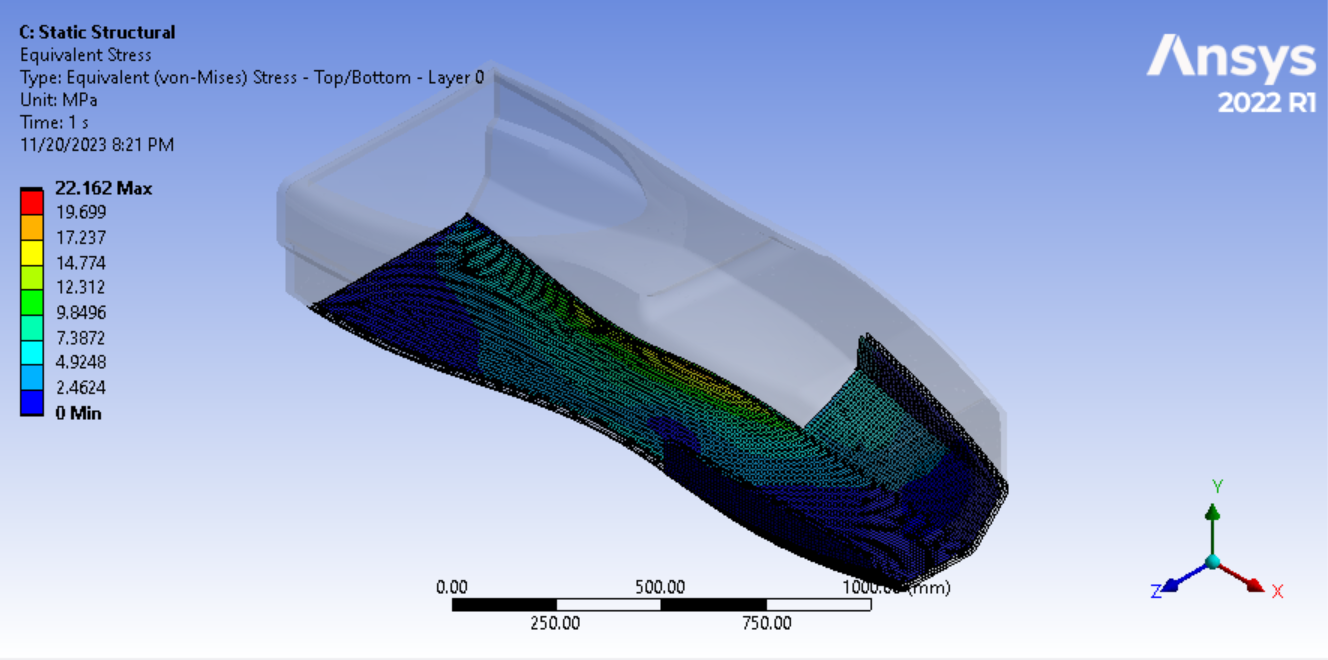 C: Static Structural
Equivalent Stress
Type: Equivalent (von-Mises) Stress - Top/Bottom - Layer 0
Unit: MPa
Time: 1 s
11/20/2023 8:21 PM
22.162 Max
19.699
17.237
14.774
12.312
9.8496
7.3872
4.9248
2.4624
0 Min
Ansys
2022 R1
0.00 500.00 1000.00 (mm)
250.00 750.00
Y
Z
X